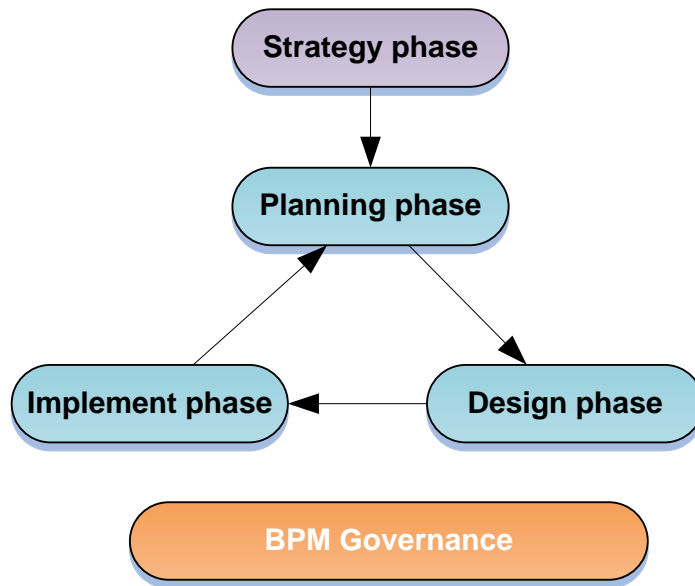 Strategy phase
Planning phase
Implement phase
Design phase
BPM Governance